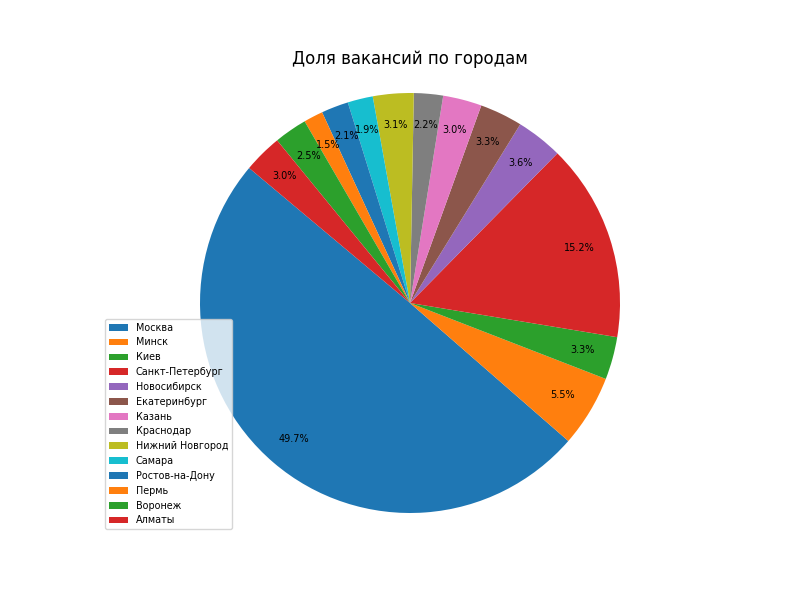 Доля вакансий по городам
3.0%
2.5%
1.5%
2.1%
1.9%
3.1%
2.2%
3.0%
3.3%
3.6%
15.2%
3.3%
5.5%
49.7%
Москва
Минск
Киев
Санкт-Петербург
Новосибирск
Екатеринбург
Казань
Краснодар
Нижний Новгород
Самара
Ростов-на-Дону
Пермь
Воронеж
Алматы